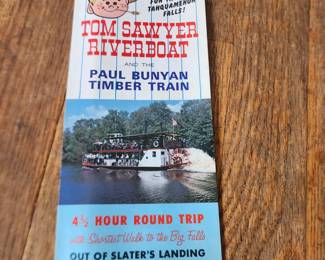 TAHQUAMENON
FALLS!
TOM SAWYER
RIVERBOAT
AND THE
PAUL BUNYAN
TIMBER TRAIN
4½ HOUR ROUND TRIP
with Shortest Walk to the Big Falls
OUT OF SLATER'S LANDING